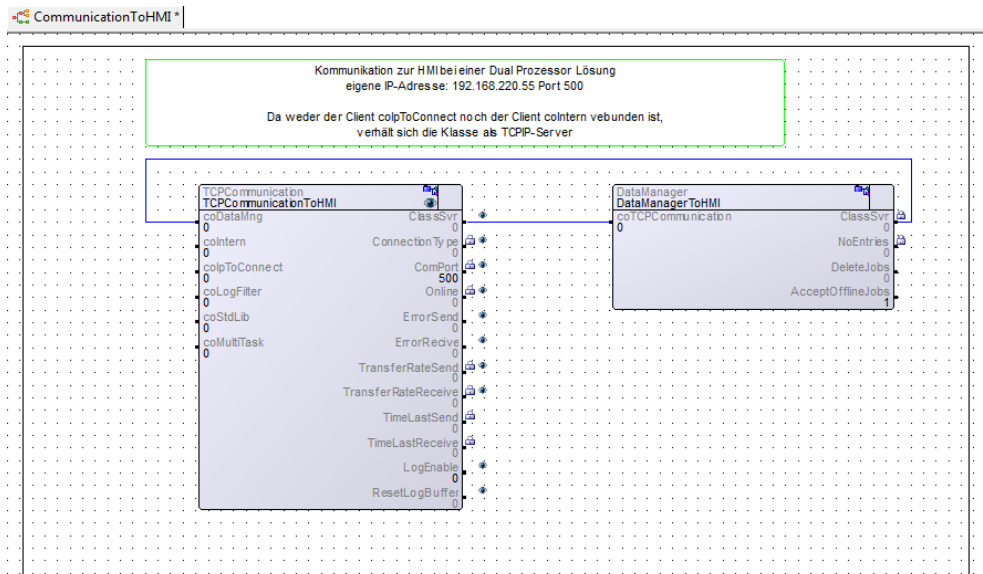 CommunicationToHMI *
Kommunikation zur HMI bei einer Dual Prozessor Lösung
eigene IP-Adresse: 192.168.220.55 Port 500
Da weder der Client coIpToConnect noch der Client coIntern vebunden ist,
verhält sich die Klasse als TCPIP-Server
TCPCommunication
TCPCommunicationToHMI
coDataMng ClassSvr
0 0
coIntern ConnectionType
0 0
coIpToConnect ComPort
0 500
coLogFilter Online
0 0
coStdLib ErrorSend
0 0
coMultiTask ErrorRecive
0 0
TransferRateSend
0
TransferRateReceive
0
TimeLastSend
0
TimeLastReceive
0
LogEnable
0
ResetLogBuffer
0
DataManager
DataManagerToHMI
coTCPCommunication ClassSvr
0 0
NoEntries
0
DeleteJobs
0
AcceptOfflineJobs
1